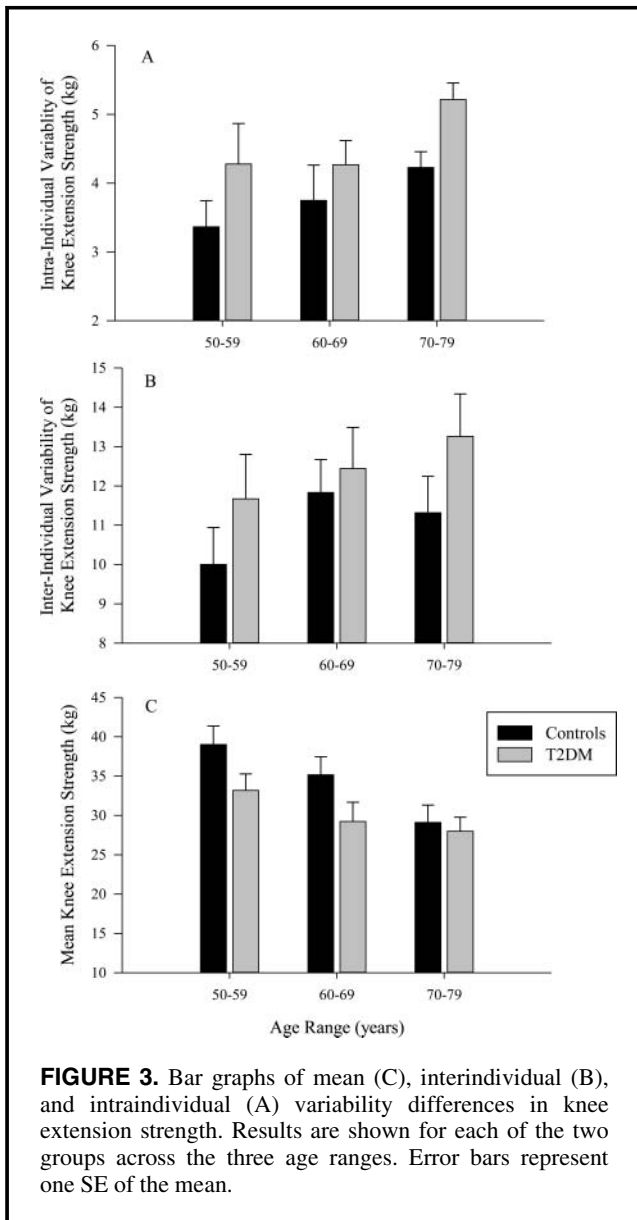 A
Intra-Individual Variablity of
Knee Extension Strength (kg)
6
5
4
3
2
50-59
60-69
70-79
B
Inter-Individual Variability of
Knee Extension Strength (kg)
15
14
13
12
11
10
9
8
50-59
60-69
70-79
C
Mean Knee Extension Strength (kg)
45
40
35
30
25
20
15
10
Controls
T2DM
50-59
60-69
70-79
Age Range (years)
FIGURE 3. Bar graphs of mean (C), interindividual (B),
and intraindividual (A) variability differences in knee
extension strength. Results are shown for each of the two
groups across the three age ranges. Error bars represent
one SE of the mean.